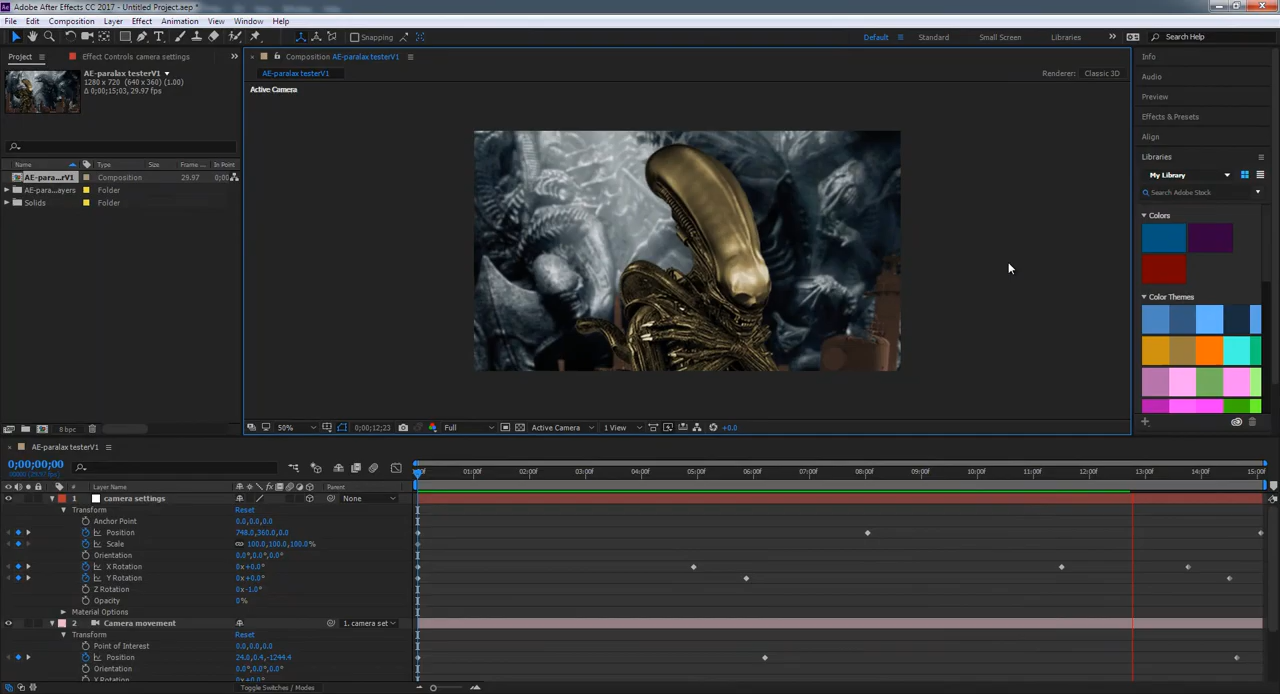 Adobe After Effects CC 2017 - Untitled Project.aep *
File Edit Composition Layer Effect Animation View Window Help
Snapping Default Standard Small Screen Libraries Search Help
Project Effect Controls camera settings
AE-paralax testerV1
1280 x 720 (640 x 360) (1.00)
Δ 0;00;15;03, 29.97 fps
Name Type Size Frame ... In Point
AE-para...rV1 Composition 29.97 0;00
AE-para...ayers Folder
Solids Folder
8 bpc
Composition AE-paralax testerV1
AE-paralax testerV1
Renderer: Classic 3D
Active Camera
50% 0;00;12;23 Full Active Camera 1 View +0.0
Info
Audio
Preview
Effects & Presets
Align
Libraries
My Library
Search Adobe Stock
Colors
Color Themes
AE-paralax testerV1
0;00;00;00
Layer Name Parent
01:00f 02:00f 03:00f 04:00f 05:00f 06:00f 07:00f 08:00f 09:00f 10:00f 11:00f 12:00f 13:00f 14:00f 15:00f
1 camera settings None
Transform Reset
Anchor Point 0.0,0.0,0.0
Position 748.0,360.0,0.0
Scale 100.0,100.0,100.0%
Orientation 0.0°,0.0°,0.0°
X Rotation 0x+0.0°
Y Rotation 0x+0.0°
Z Rotation 0x-1.0°
Opacity 0%
Material Options
2 Camera movement 1. camera set
Transform Reset
Point of Interest 0.0,0.0,0.0
Position 24.0,0.4,-1244.4
Orientation 0.0°,0.0°,0.0°
Toggle Switches / Modes